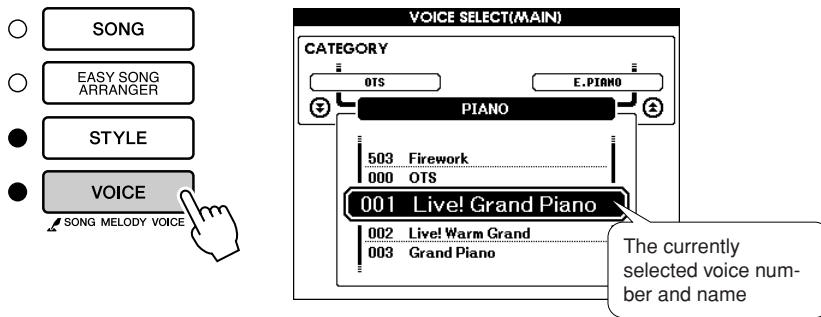 SONG
EASY SONG
ARRANGER
STYLE
VOICE
SONG MELODY VOICE
VOICE SELECT(MAIN)
CATEGORY
OTS
E.PIANO
PIANO
503 Firework
000 OTS
001 Live! Grand Piano
002 Live! Warm Grand
003 Grand Piano
The currently
selected voice num-
ber and name